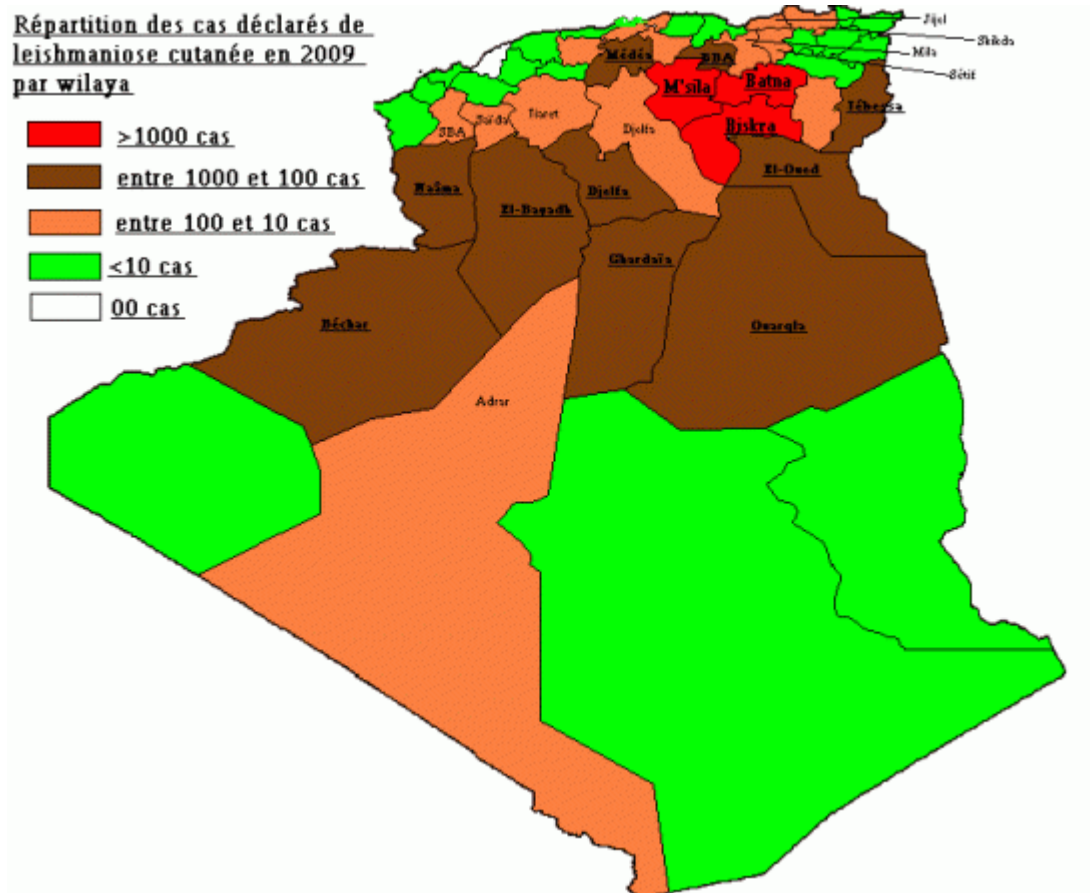 Répartition des cas déclarés de
leishmaniose cutanée en 2009
par wilaya
>1000 cas
entre 1000 et 100 cas
entre 100 et 10 cas
<10 cas
00 cas
Jijel
Skikda
Mila
Sétif
Médéa
BBA
M'sila
Batna
Tébessa
SBA
Saïda
Tiaret
Djelfa
Biskra
El-Oued
Naâma
El-Bayadh
Djelfa
Ghardaïa
Béchar
Ouargla
Adrar